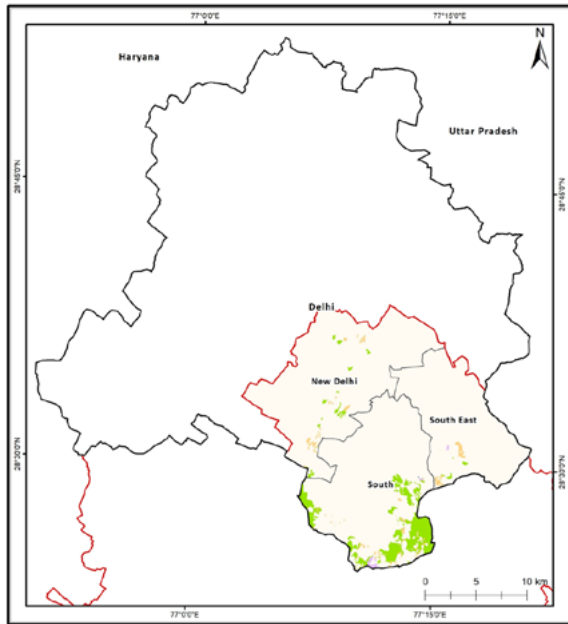 77°0'0"E 77°15'0"E
N
Haryana
Uttar Pradesh
28°45'0"N 28°45'0"N
Delhi
New Delhi
South East
28°30'0"N 28°30'0"N
South
0 5 10 km
77°0'0"E 77°15'0"E